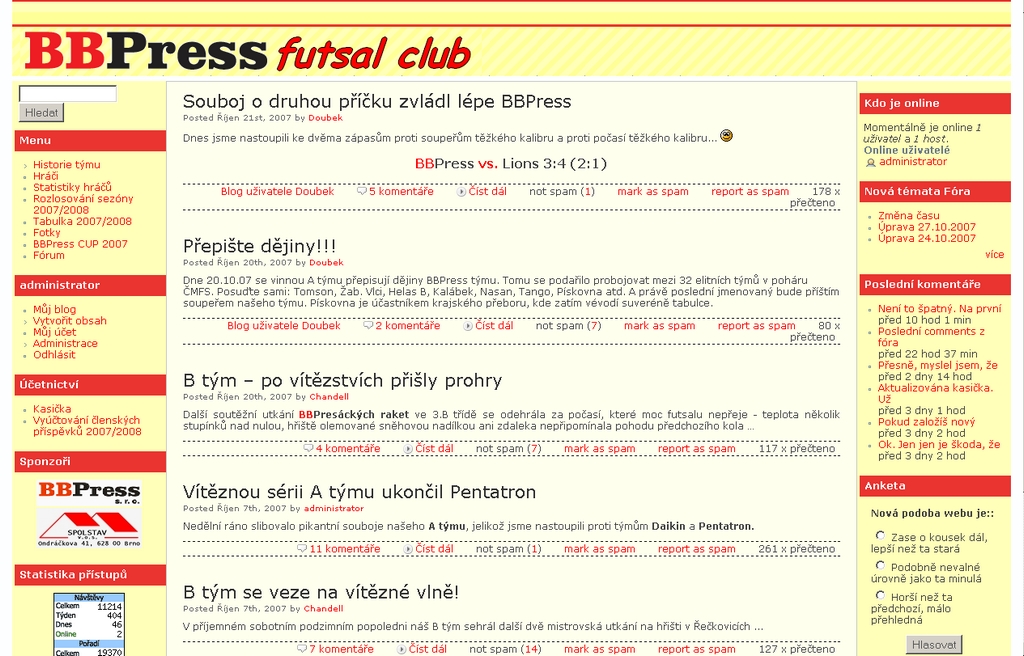 BBPress futsal club
Hledat
Menu
Historie týmu
Hráči
Statistiky hráčů
Rozlosování sezóny
2007/2008
Tabulka 2007/2008
Fotky
BBPress CUP 2007
Fórum
administrator
Můj blog
Vytvořit obsah
Můj účet
Administrace
Odhlásit
Účetnictví
Kasička
Vyúčtování členských
příspěvků 2007/2008
Sponzoři
BBPress
s. r. o.
SPOLSTAV
v.o.s.
Ondráčkova 41, 628 00 Brno
Statistika přístupů
Návštěvy
Celkem 11214
Týden 404
Dnes 46
Online 2
Pořadí
Celkem 19370
Souboj o druhou příčku zvládl lépe BBPress
Posted Říjen 21st, 2007 by Doubek
Dnes jsme nastoupili ke dvěma zápasům proti soupeřům těžkého kalibru a proti počasí těžkého kalibru...
BBPress vs. Lions 3:4 (2:1)
Blog uživatele Doubek 5 komentáře Číst dál not spam (1) mark as spam report as spam 178 x
přečteno
Přepište dějiny!!!
Posted Říjen 20th, 2007 by Doubek
Dne 20.10.07 se vinnou A týmu přepisují dějiny BBPress týmu. Tomu se podařilo probojovat mezi 32 elitních týmů v poháru
ČMFS. Posuďte sami: Tomson, Žab. Vlci, Helas B, Kalábek, Nasan, Tango, Pískovna atd. A právě poslední jmenovaný bude příštím
soupeřem našeho týmu. Pískovna je účastníkem krajského přeboru, kde zatím vévodí suveréně tabulce.
Blog uživatele Doubek 2 komentáře Číst dál not spam (7) mark as spam report as spam 80 x
přečteno
B tým – po vítězstvích přišly prohry
Posted Říjen 20th, 2007 by Chandell
Další soutěžní utkání BBPresáckých raket ve 3.B třídě se odehrála za počasí, které moc futsalu nepřeje - teplota několik
stupínků nad nulou, hřiště olemované sněhovou nadílkou ani zdaleka nepřipomínala pohodu předchozího kola ...
4 komentáře Číst dál not spam (7) mark as spam report as spam 117 x přečteno
Vítěznou sérii A týmu ukončil Pentatron
Posted Říjen 7th, 2007 by administrator
Nedělní ráno slibovalo pikantní souboje našeho A týmu, jelikož jsme nastoupili proti týmům Daikin a Pentatron.
11 komentáře Číst dál not spam (1) mark as spam report as spam 261 x přečteno
B tým se veze na vítězné vlně!
Posted Říjen 7th, 2007 by Chandell
V příjemném sobotním podzimním popoledni náš B tým sehrál další dvě mistrovská utkání na hřišti v Řečkovicích ...
7 komentáře Číst dál not spam (14) mark as spam report as spam 127 x přečteno
Kdo je online
Momentálně je online 1
uživatel a 1 host.
Online uživatelé
administrator
Nová témata Fóra
Změna času
Úprava 27.10.2007
Úprava 24.10.2007
více
Poslední komentáře
Není to špatný. Na první
před 10 hod 1 min
Poslední comments z
fóra
před 22 hod 37 min
Přesně, myslel jsem, že
před 2 dny 14 hod
Aktualizována kasička.
Už
před 3 dny 1 hod
Pokud založíš nový
před 3 dny 2 hod
Ok. Jen jen je škoda, že
před 3 dny 2 hod
Anketa
Nová podoba webu je::
Zase o kousek dál,
lepší než ta stará
Podobně nevalné
úrovně jako ta minulá
Horší než ta
předchozí, málo
přehledná
Hlasovat